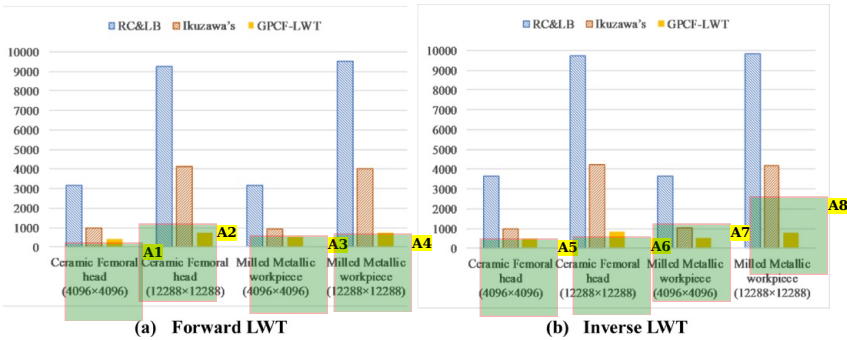 RC&LB Ikuzawa's GPCF-LWT
10000
9000
8000
7000
6000
5000
4000
3000
2000
1000
0
A1
A2
A3
A4
Ceramic Femoral head (4096×4096)
Ceramic Femoral head (12288×12288)
Milled Metallic workpiece (4096×4096)
Milled Metallic workpiece (12288×12288)
(a) Forward LWT
RC&LB Ikuzawa's GPCF-LWT
10000
9000
8000
7000
6000
5000
4000
3000
2000
1000
0
A5
A6
A7
A8
Ceramic Femoral head (4096×4096)
Ceramic Femoral head (12288×12288)
Milled Metallic workpiece (4096×4096)
Milled Metallic workpiece (12288×12288)
(b) Inverse LWT